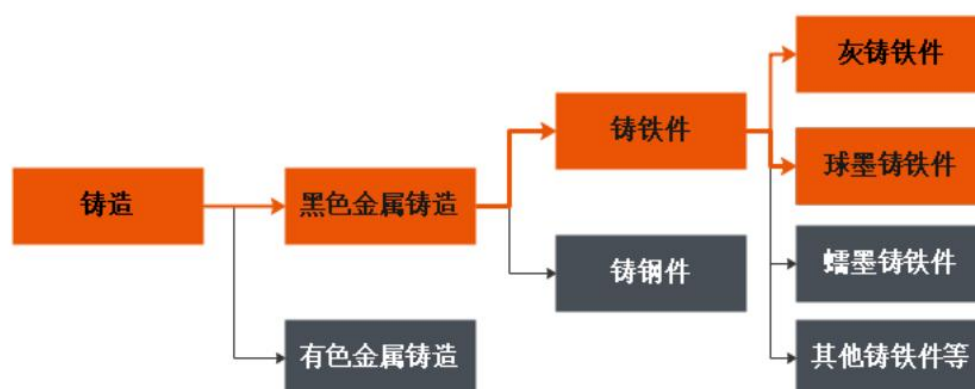 铸造
黑色金属铸造
有色金属铸造
铸铁件
铸钢件
灰铸铁件
球墨铸铁件
蠕墨铸铁件
其他铸铁件等